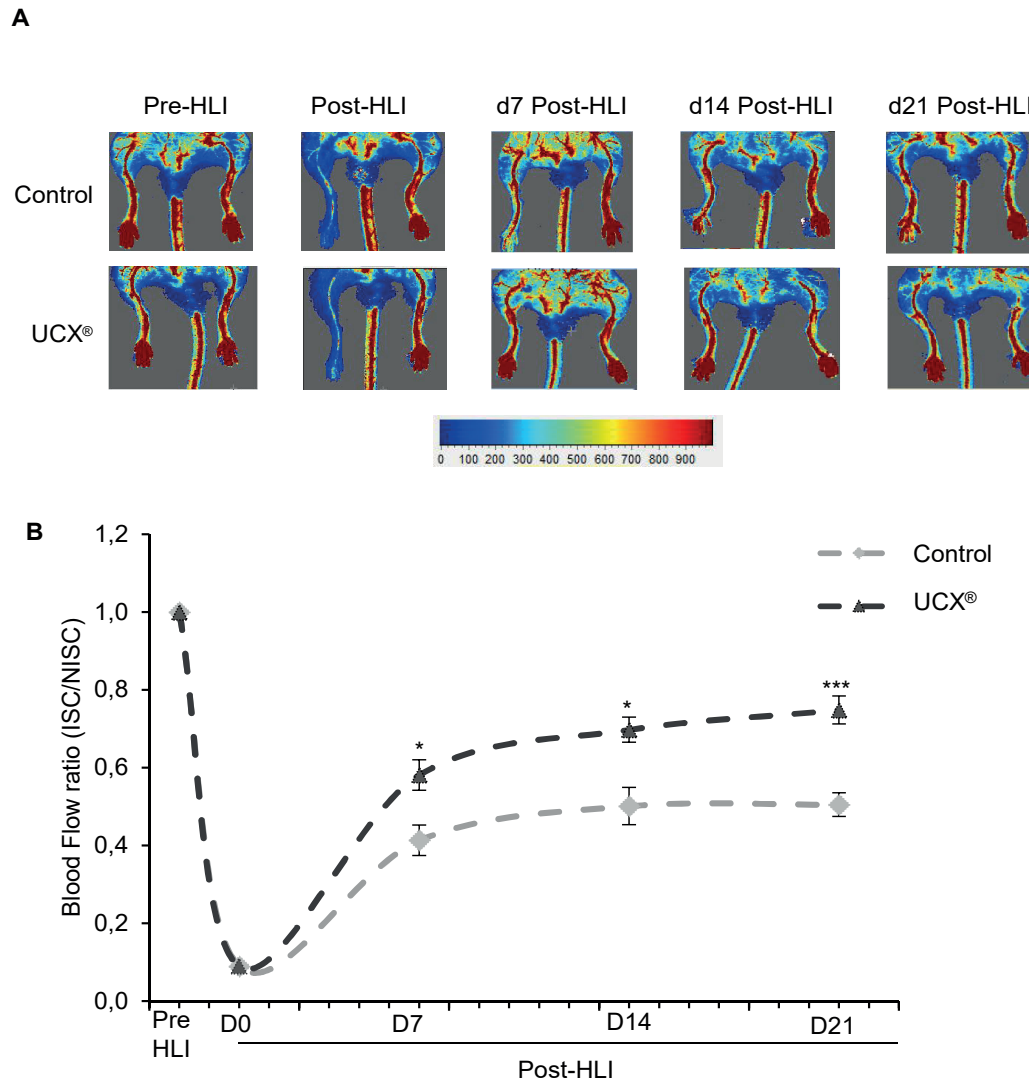 A
Pre-HLI Post-HLI d7 Post-HLI d14 Post-HLI d21 Post-HLI
Control
UCX®
0 100 200 300 400 500 600 700 800 900
B
1,2
1,0
0,8
0,6
0,4
0,2
0,0
Blood Flow ratio (ISC/NISC)
Control
UCX®
* * ***
Pre HLI D0 D7 D14 D21
Post-HLI